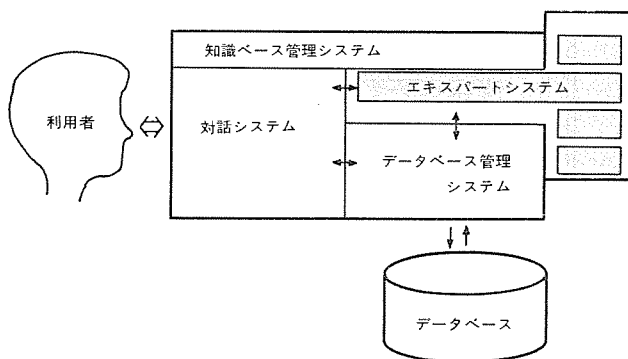 知識ベース管理システム
エキスパートシステム
利用者
対話システム
データベース管理
システム
データベース